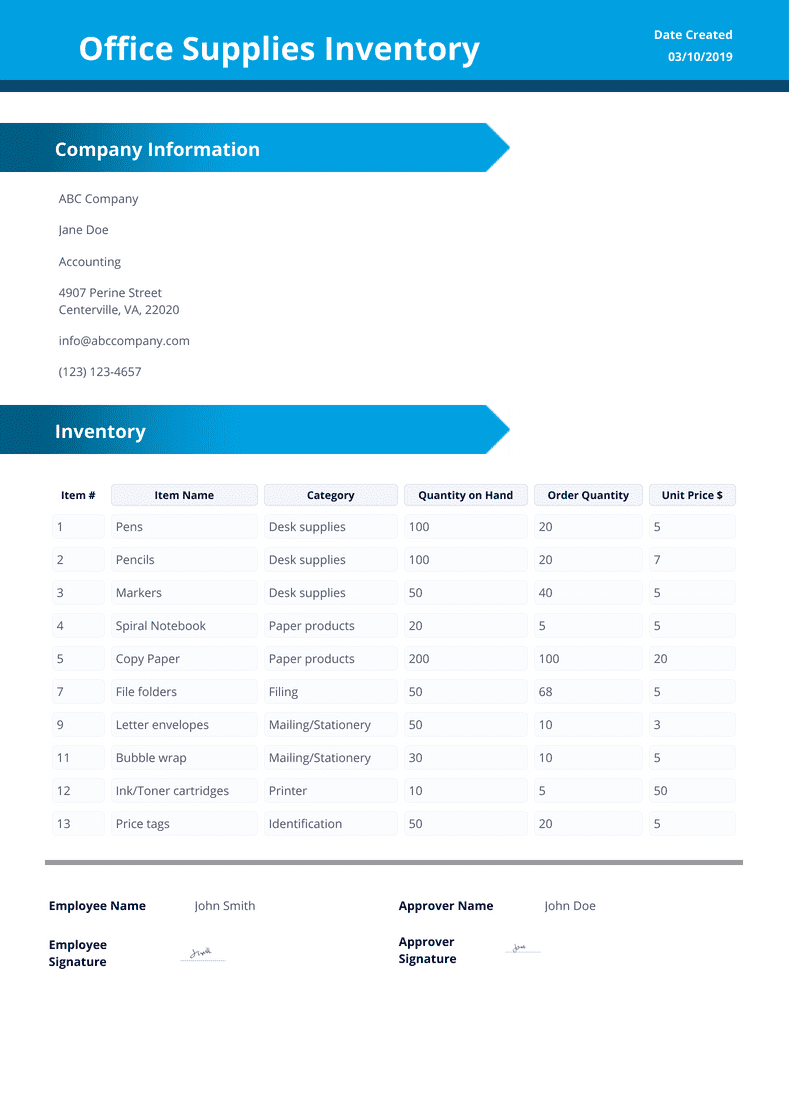 Office Supplies Inventory
Date Created
03/10/2019
Company Information
ABC Company
Jane Doe
Accounting
4907 Perine Street
Centerville, VA, 22020
info@abccompany.com
(123) 123-4657
Inventory
Item # Item Name Category Quantity on Hand Order Quantity Unit Price $
1 Pens Desk supplies 100 20 5
2 Pencils Desk supplies 100 20 7
3 Markers Desk supplies 50 40 5
4 Spiral Notebook Paper products 20 5 5
5 Copy Paper Paper products 200 100 20
7 File folders Filing 50 68 5
9 Letter envelopes Mailing/Stationery 50 10 3
11 Bubble wrap Mailing/Stationery 30 10 5
12 Ink/Toner cartridges Printer 10 5 50
13 Price tags Identification 50 20 5
Employee Name John Smith Approver Name John Doe
Employee Signature
Approver Signature